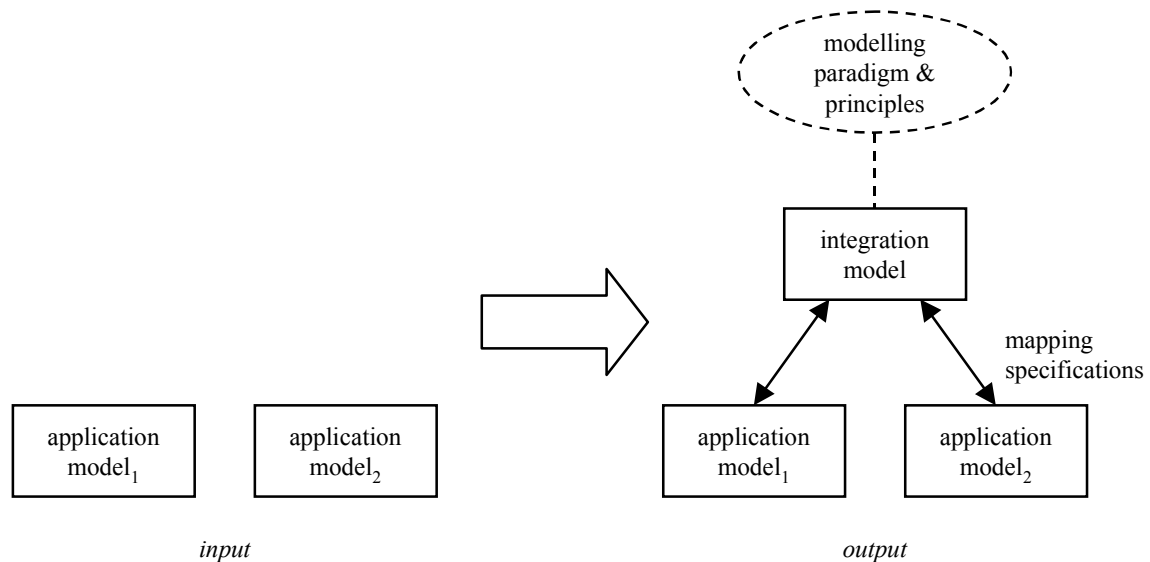 modelling
paradigm &
principles
integration
model
mapping
specifications
application
model₁
application
model₂
application
model₁
application
model₂
input
output